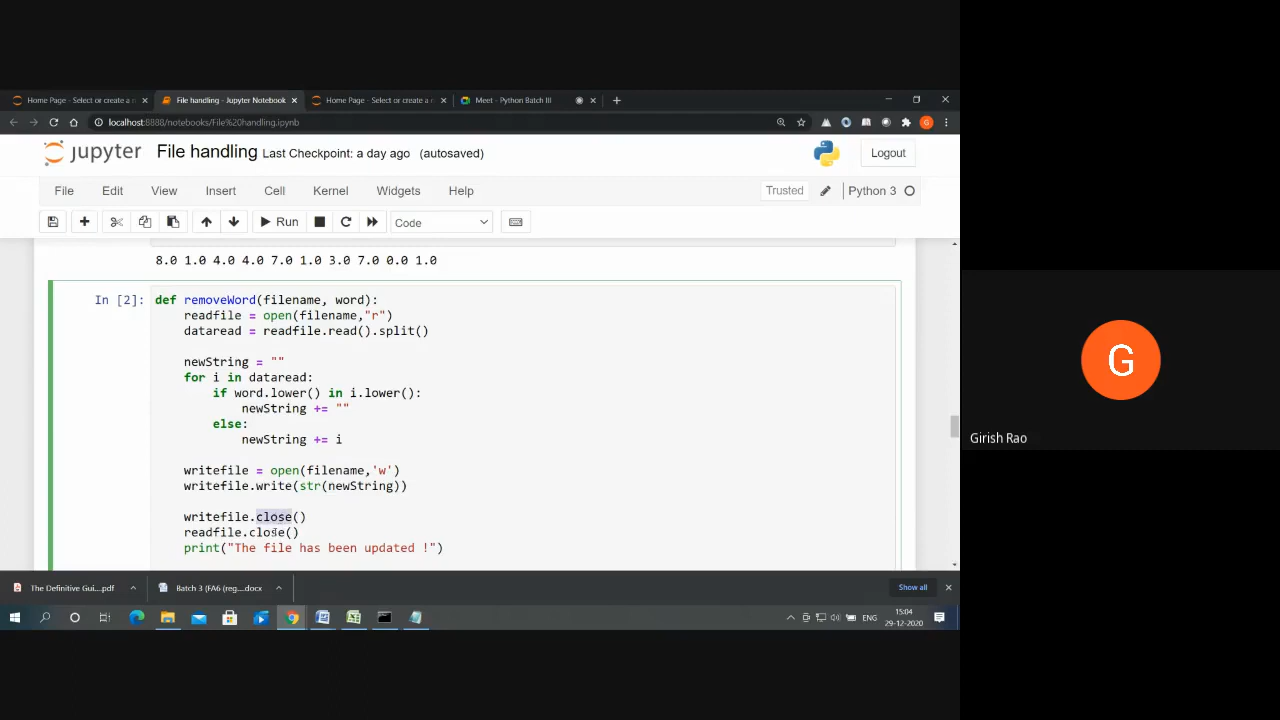 Home Page - Select or create a n
File handling - Jupyter Notebook
Home Page - Select or create a c
Meet - Python Batch III
localhost:8888/notebooks/File%20handling.ipynb
G
jupyter File handling Last Checkpoint: a day ago (autosaved)
Logout
File Edit View Insert Cell Kernel Widgets Help
Trusted Python 3
Run Code
8.0 1.0 4.0 4.0 7.0 1.0 3.0 7.0 0.0 1.0
In [2]: def removeWord(filename, word):
readfile = open(filename,"r")
dataread = readfile.read().split()
newString = ""
for i in dataread:
if word.lower() in i.lower():
newString += ""
else:
newString += i
writefile = open(filename,'w')
writefile.write(str(newString))
writefile.close()
readfile.close()
print("The file has been updated !")
G
Girish Rao
The Definitive Gui....pdf
Batch 3 (FA6 (reg....docx
Show all
ENG
15:04
29-12-2020